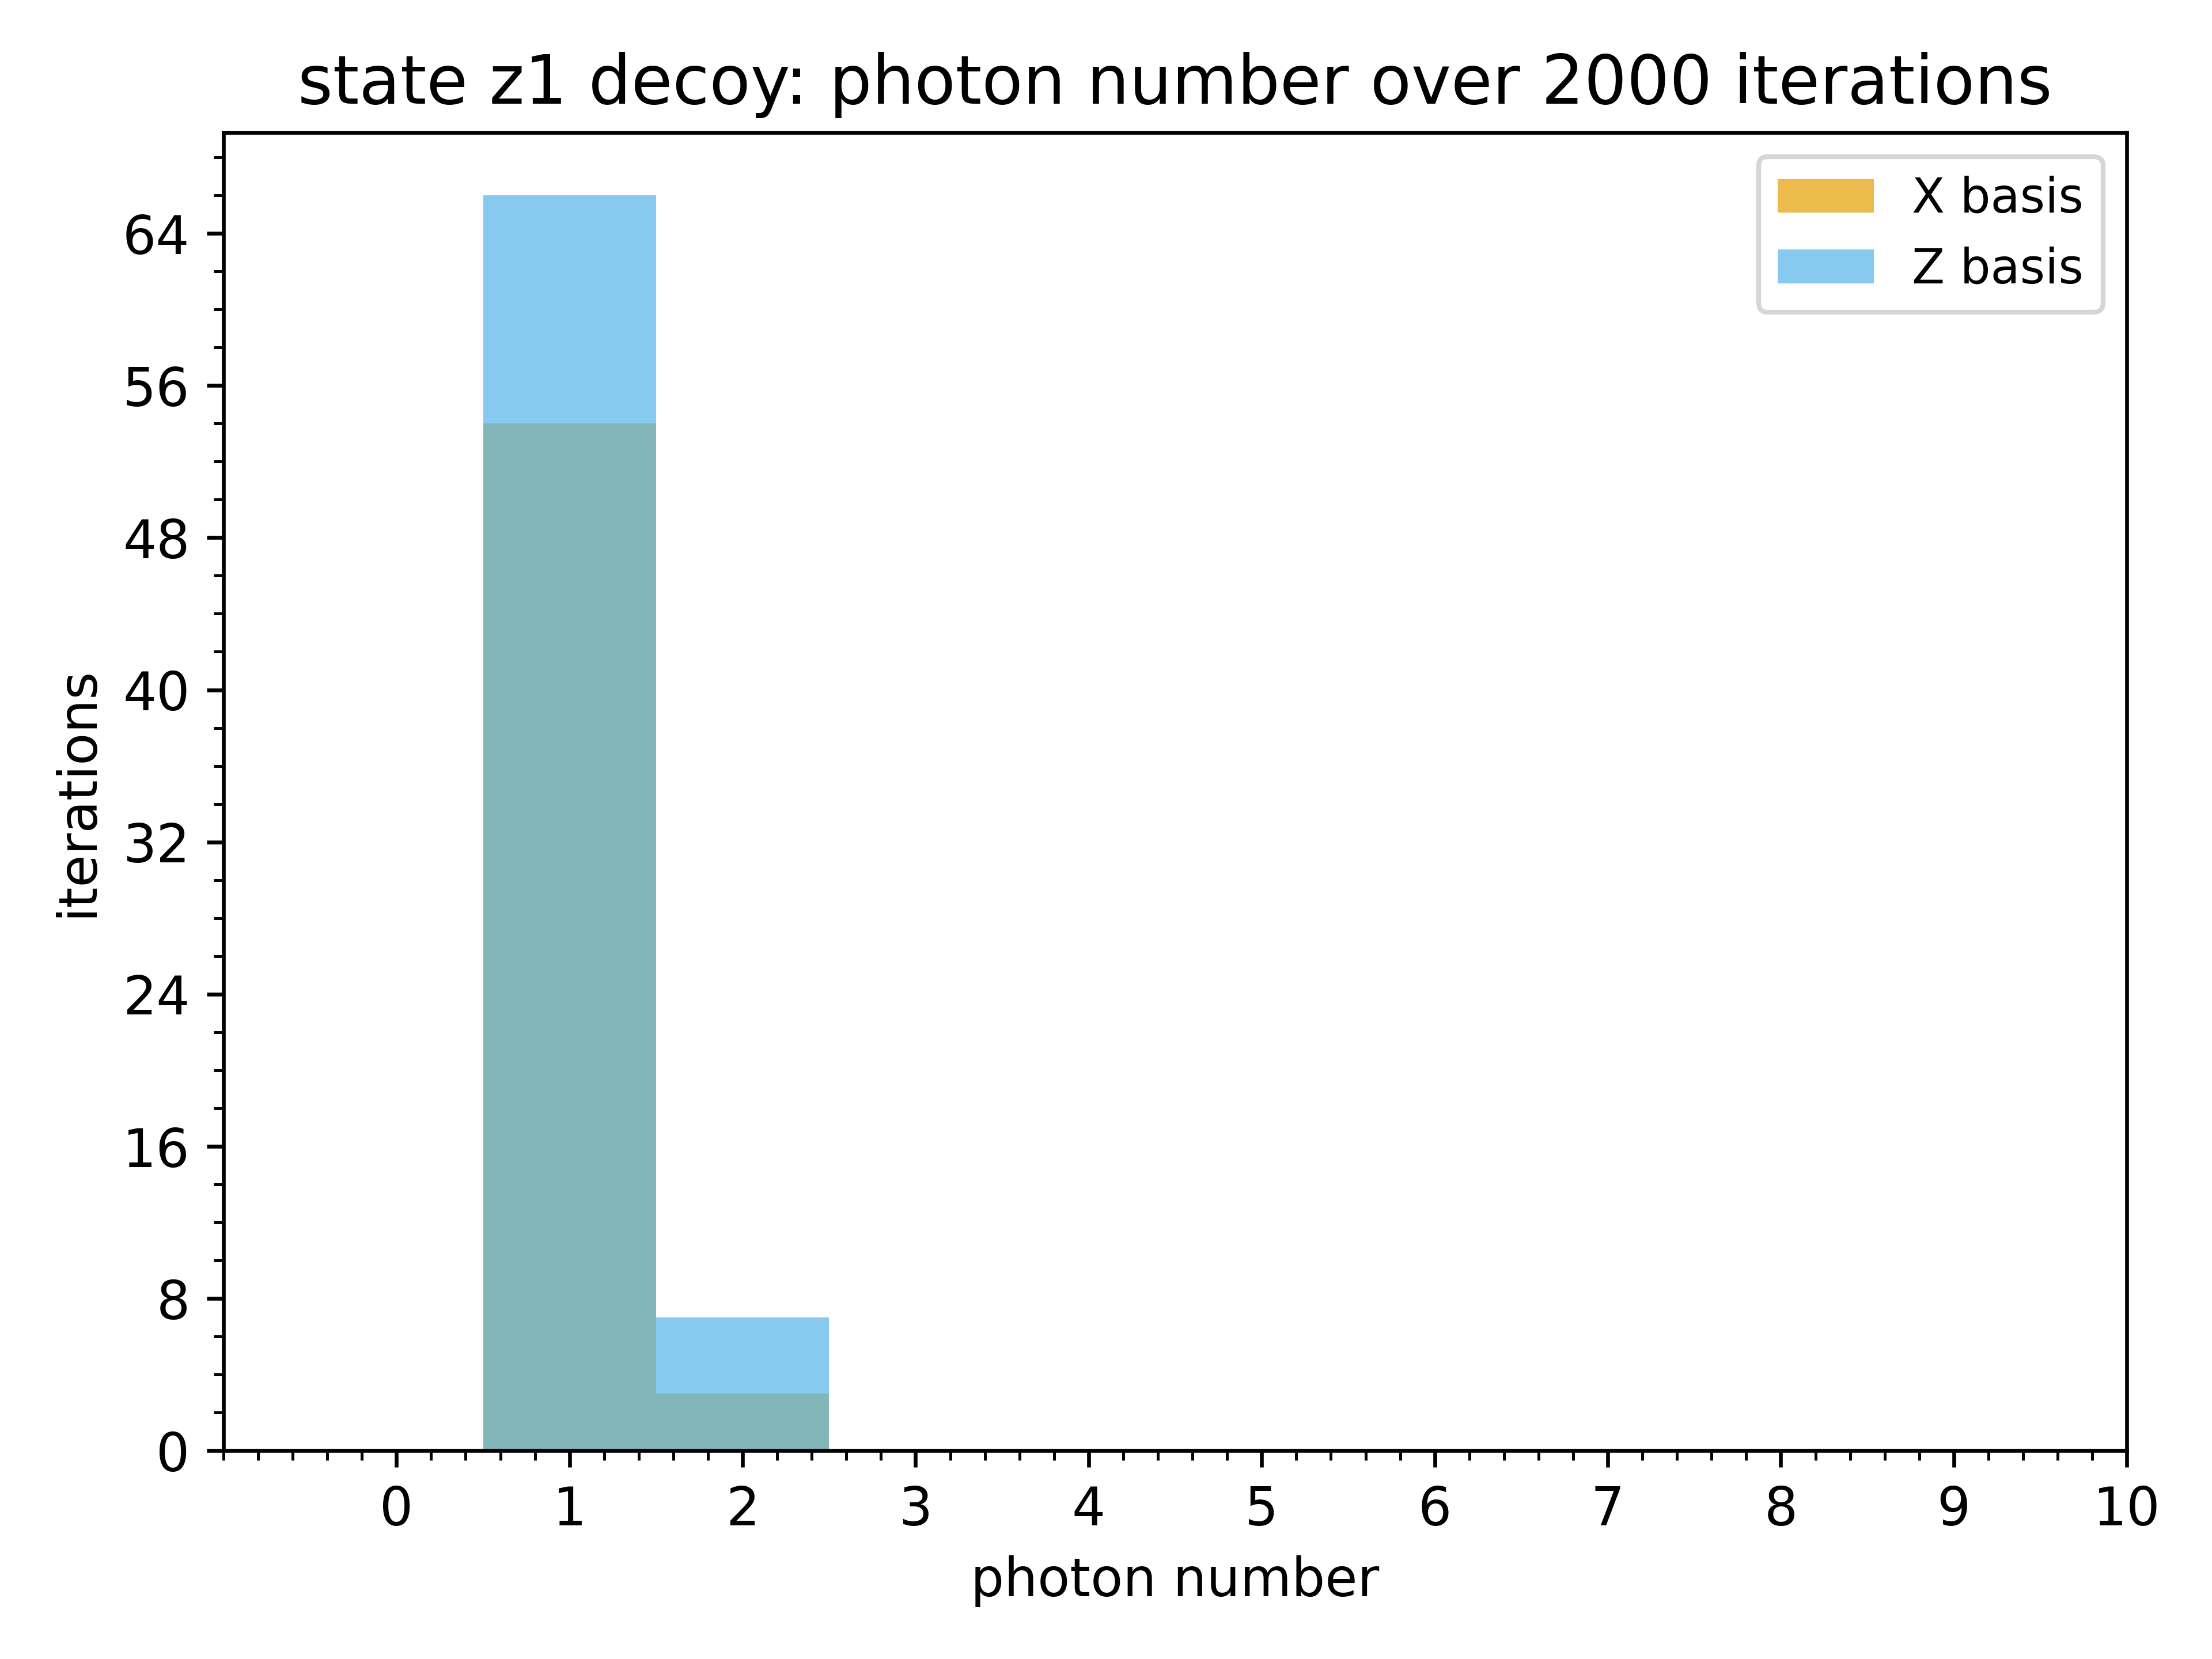 state z1 decoy: photon number over 2000 iterations
X basis
Z basis
64
56
48
40
32
24
16
8
0
iterations
0 1 2 3 4 5 6 7 8 9 10
photon number